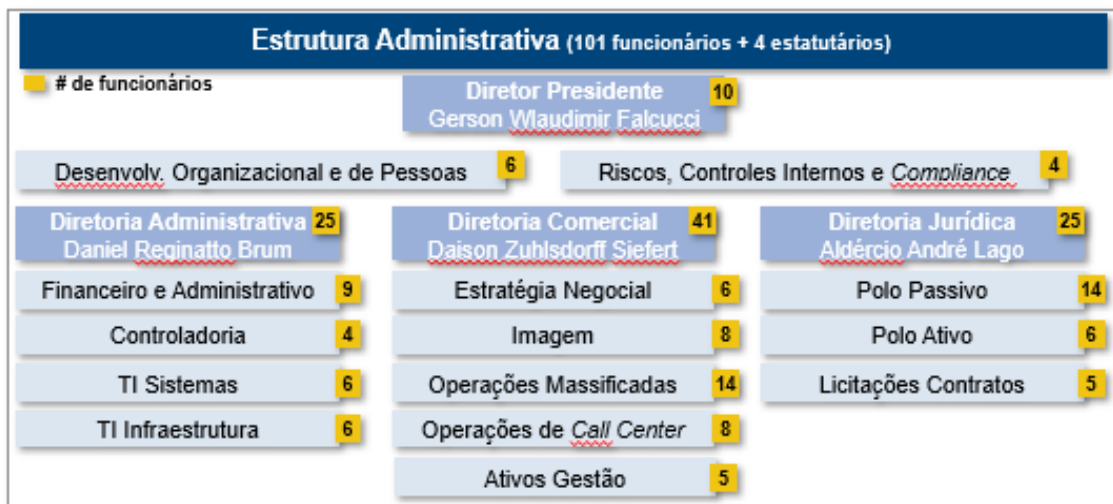 Estrutura Administrativa (101 funcionários + 4 estatutários)
# de funcionários
Diretor Presidente 10
Gerson Wlaudimir Falcucci
Desenvolv. Organizacional e de Pessoas 6
Riscos, Controles Internos e Compliance 4
Diretoria Administrativa 25
Daniel Reginatto Brum
Financeiro e Administrativo 9
Controladoria 4
TI Sistemas 6
TI Infraestrutura 6
Diretoria Comercial 41
Daison Zuhlsdorff Siefert
Estratégia Negocial 6
Imagem 8
Operações Massificadas 14
Operações de Call Center 8
Ativos Gestão 5
Diretoria Jurídica 25
Aldércio André Lago
Polo Passivo 14
Polo Ativo 6
Licitações Contratos 5